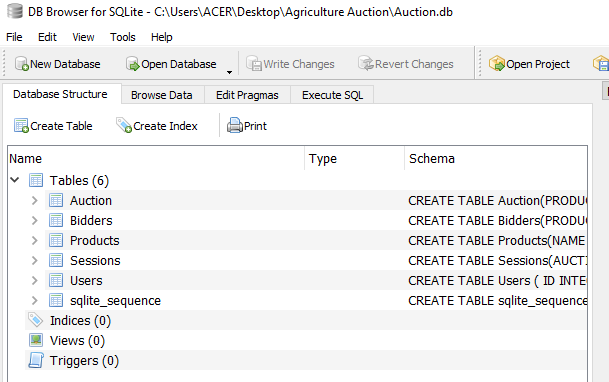 DB Browser for SQLite - C:\Users\ACER\Desktop\Agriculture Auction\Auction.db
File Edit View Tools Help
New Database Open Database Write Changes Revert Changes Open Project
Database Structure Browse Data Edit Pragmas Execute SQL
Create Table Create Index Print
Name Type Schema
Tables (6)
Auction CREATE TABLE Auction(PRODUC
Bidders CREATE TABLE Bidders(PRODUC
Products CREATE TABLE Products(NAME
Sessions CREATE TABLE Sessions(AUCTI
Users CREATE TABLE Users ( ID INTE
sqlite_sequence CREATE TABLE sqlite_sequence
Indices (0)
Views (0)
Triggers (0)